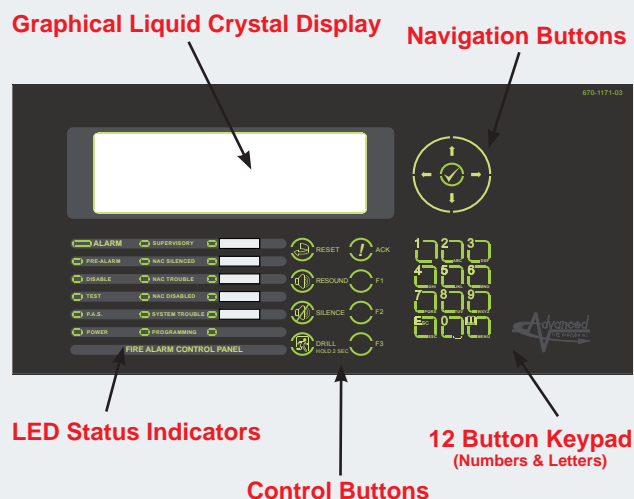 Graphical Liquid Crystal Display
Navigation Buttons
670-1171-03
ALARM SUPERVISORY
PRE-ALARM NAC SILENCED
DISABLE NAC TROUBLE
TEST NAC DISABLED
P.A.S. SYSTEM TROUBLE
POWER PROGRAMMING
FIRE ALARM CONTROL PANEL
RESET ! ACK
RESOUND F1
SILENCE F2
DRILL F3
HOLD 2 SEC
1 2 3
4 5 6
7 8 9
Esc 0
Advanced
LED Status Indicators
Control Buttons
12 Button Keypad
(Numbers & Letters)